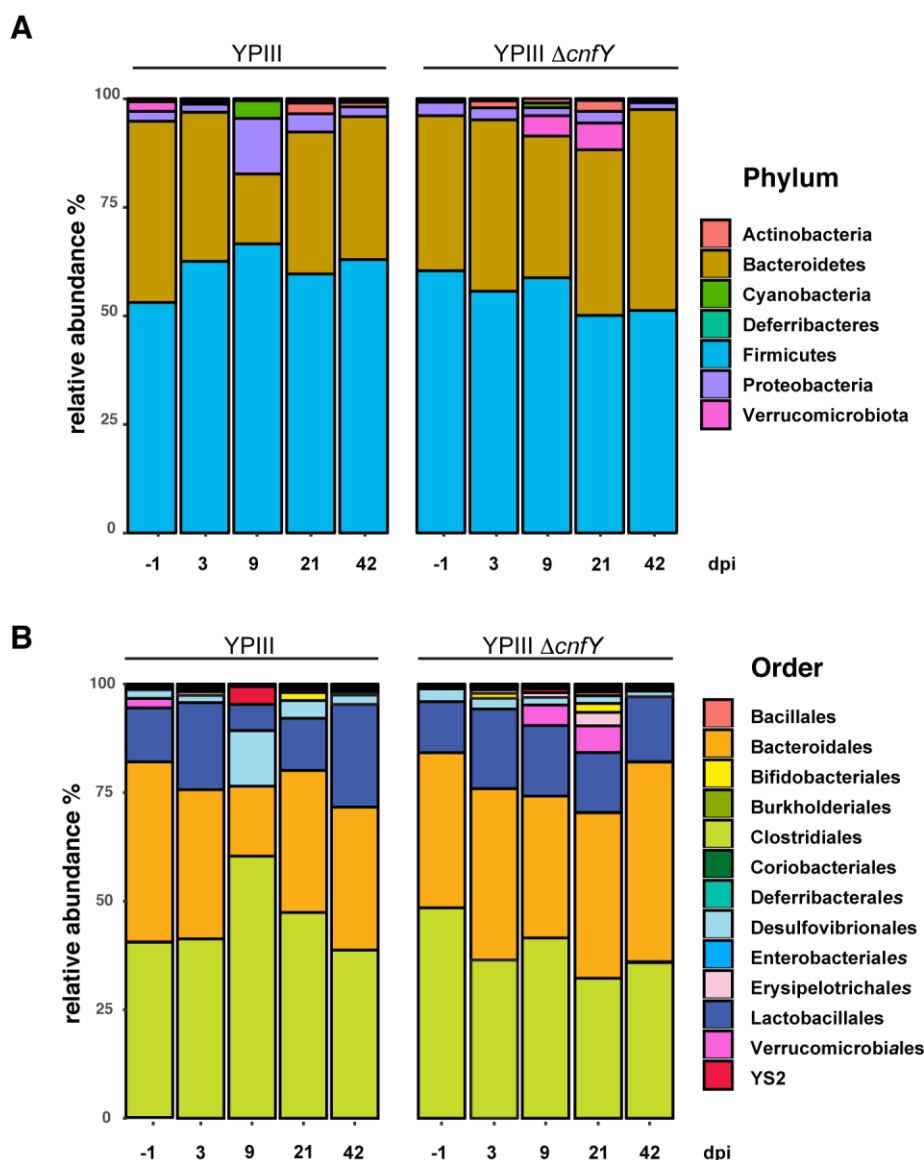 A
YPIII
YPIII ΔcnfY
100
75
50
25
0
relative abundance %
-1 3 9 21 42 -1 3 9 21 42 dpi
Phylum
Actinobacteria
Bacteroidetes
Cyanobacteria
Deferribacteres
Firmicutes
Proteobacteria
Verrucomicrobiota
B
YPIII
YPIII ΔcnfY
100
75
50
25
0
relative abundance %
-1 3 9 21 42 -1 3 9 21 42 dpi
Order
Bacillales
Bacteroidales
Bifidobacteriales
Burkholderiales
Clostridiales
Coriobacteriales
Deferribacterales
Desulfovibrionales
Enterobacteriales
Erysipelotrichales
Lactobacillales
Verrucomicrobiales
YS2